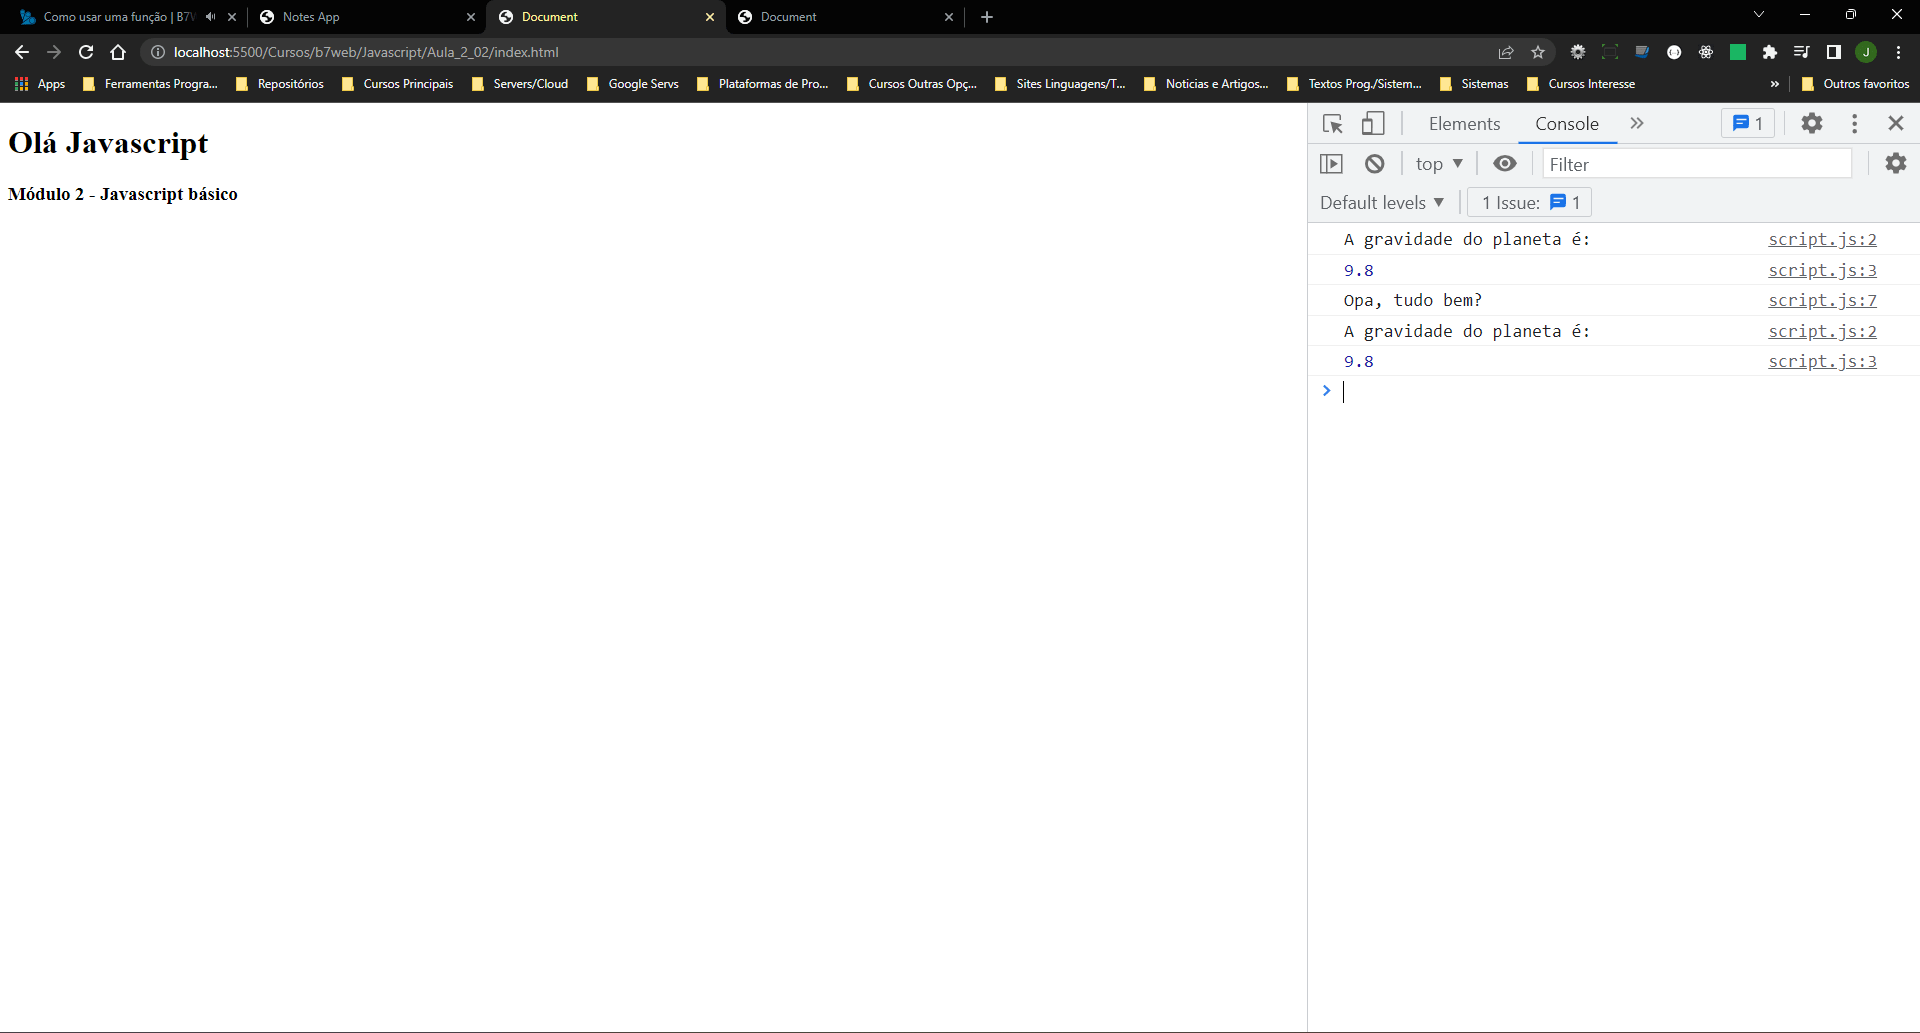 Como usar uma função | B7W
Notes App
Document
Document
localhost:5500/Cursos/b7web/Javascript/Aula_2_02/index.html
J
Apps
Ferramentas Progra...
Repositórios
Cursos Principais
Servers/Cloud
Google Servs
Plataformas de Pro...
Cursos Outras Opç...
Sites Linguagens/T...
Noticias e Artigos...
Textos Prog./Sistem...
Sistemas
Cursos Interesse
»
Outros favoritos
Olá Javascript
Módulo 2 - Javascript básico
Elements
Console
1
top
Filter
Default levels
1 Issue: 1
A gravidade do planeta é: script.js:2
9.8 script.js:3
Opa, tudo bem? script.js:7
A gravidade do planeta é: script.js:2
9.8 script.js:3